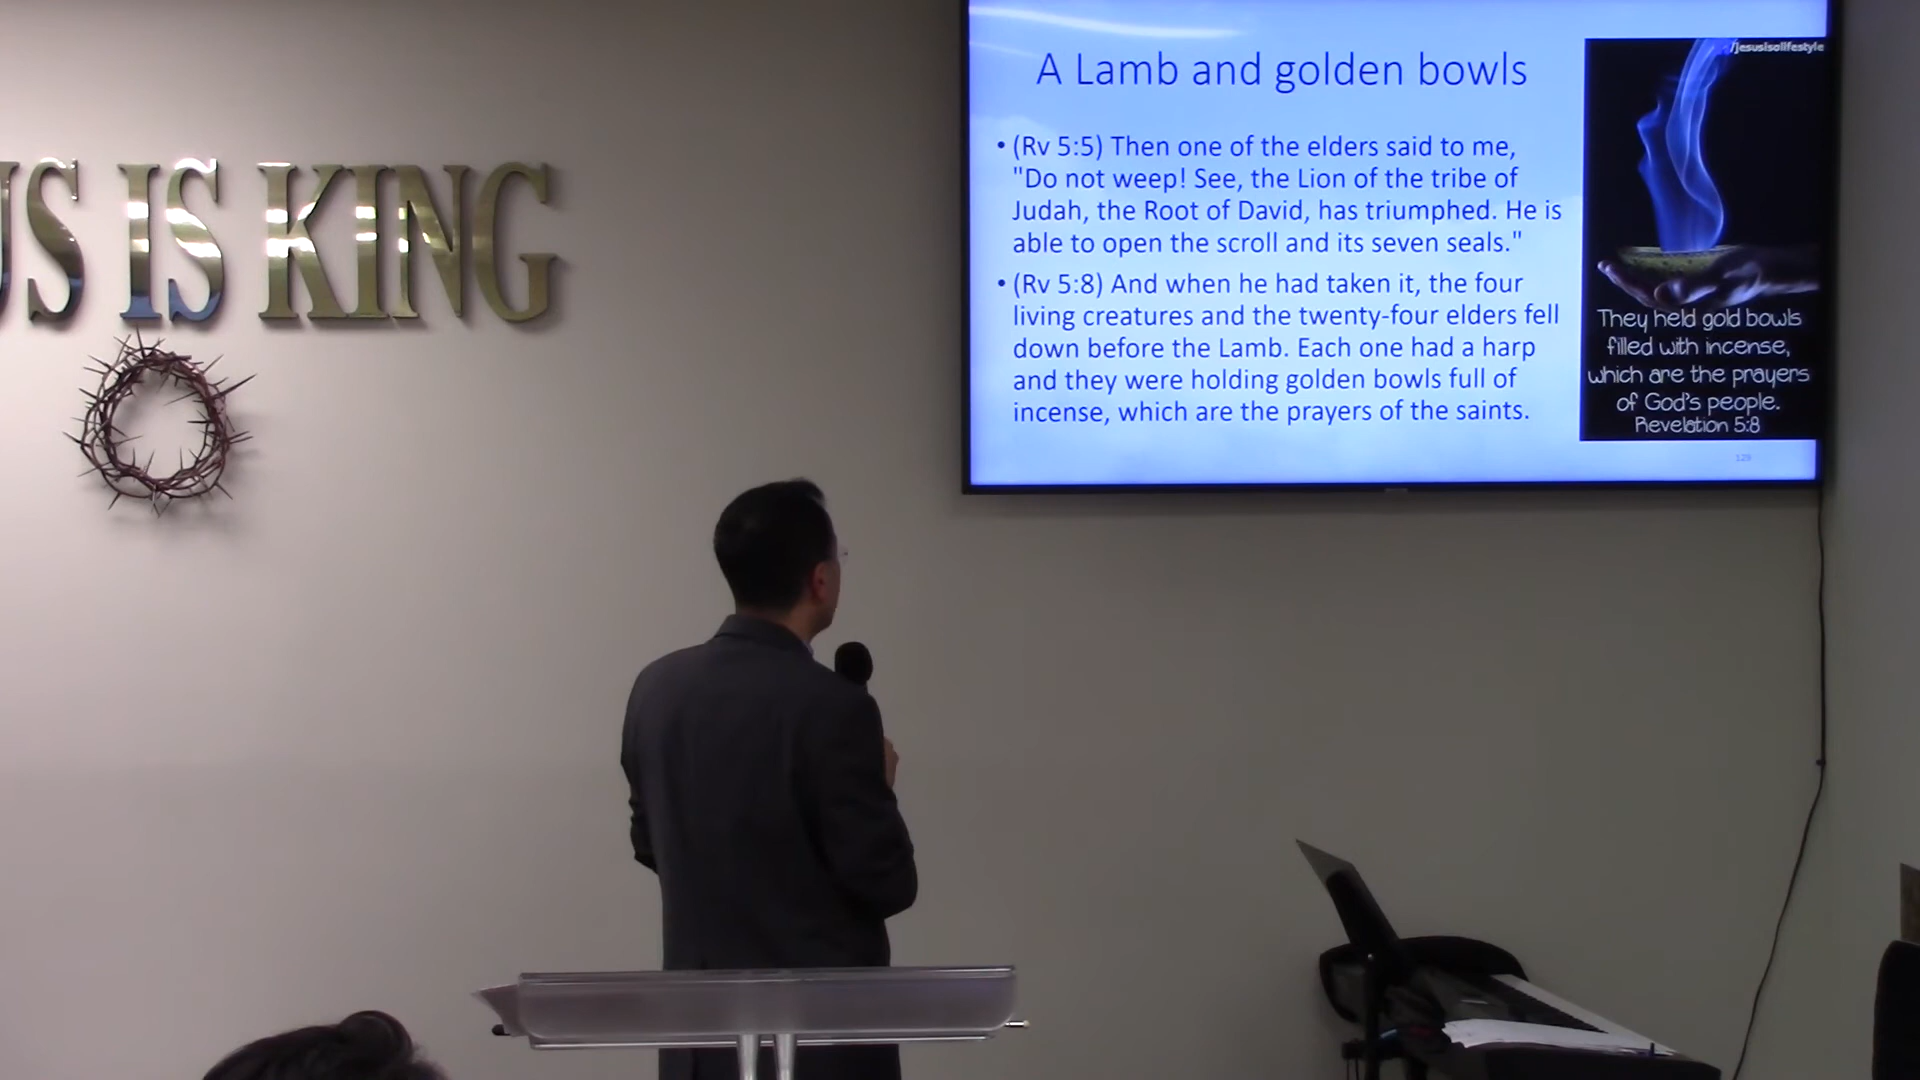 US IS KING
A Lamb and golden bowls
• (Rv 5:5) Then one of the elders said to me,
"Do not weep! See, the Lion of the tribe of
Judah, the Root of David, has triumphed. He is
able to open the scroll and its seven seals."
• (Rv 5:8) And when he had taken it, the four
living creatures and the twenty-four elders fell
down before the Lamb. Each one had a harp
and they were holding golden bowls full of
incense, which are the prayers of the saints.
/jesusisolifestyle
They held gold bowls
filled with incense,
which are the prayers
of God's people.
Revelation 5:8
129